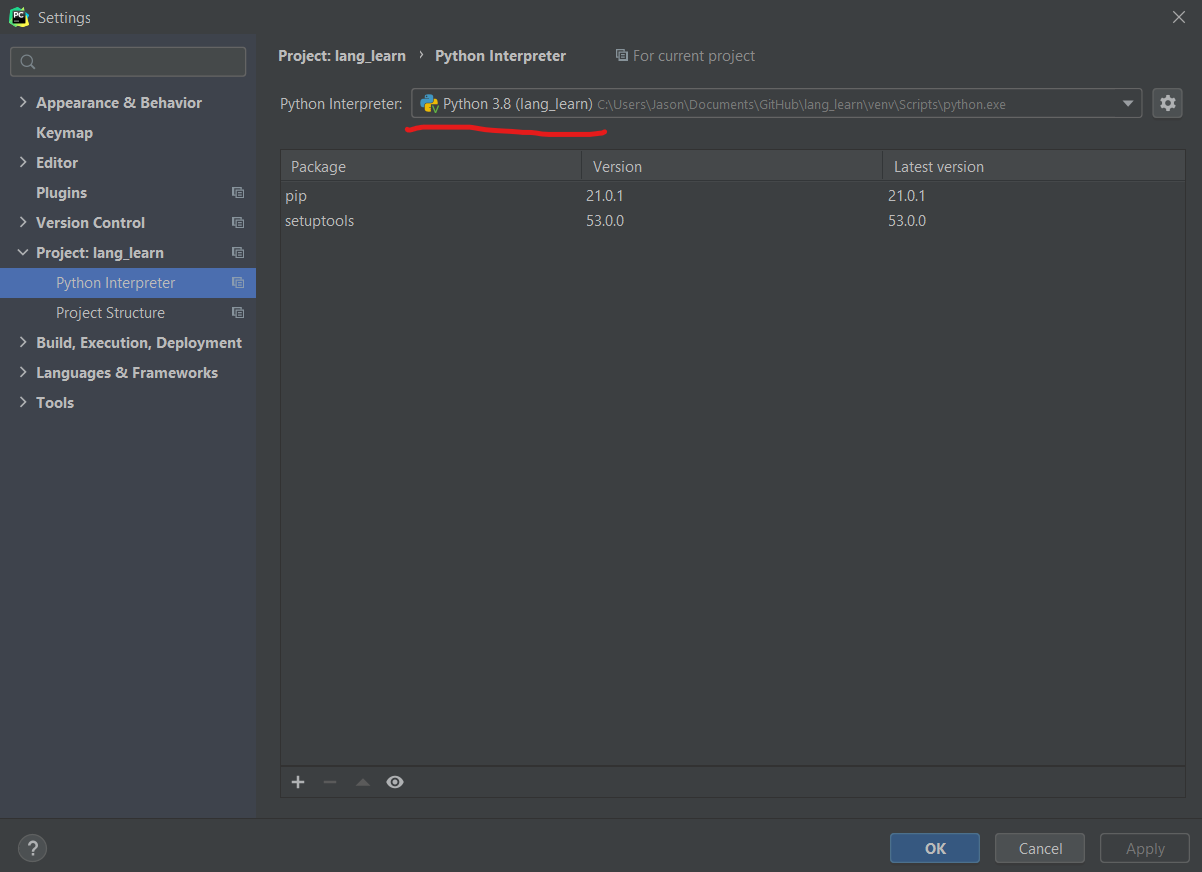 PC
Settings
Appearance & Behavior
Keymap
Editor
Plugins
Version Control
Project: lang_learn
Python Interpreter
Project Structure
Build, Execution, Deployment
Languages & Frameworks
Tools
Project: lang_learn › Python Interpreter For current project
Python Interpreter: Python 3.8 (lang_learn) C:\Users\Jason\Documents\GitHub\lang_learn\venv\Scripts\python.exe
Package Version Latest version
pip 21.0.1 21.0.1
setuptools 53.0.0 53.0.0
? OK Cancel Apply